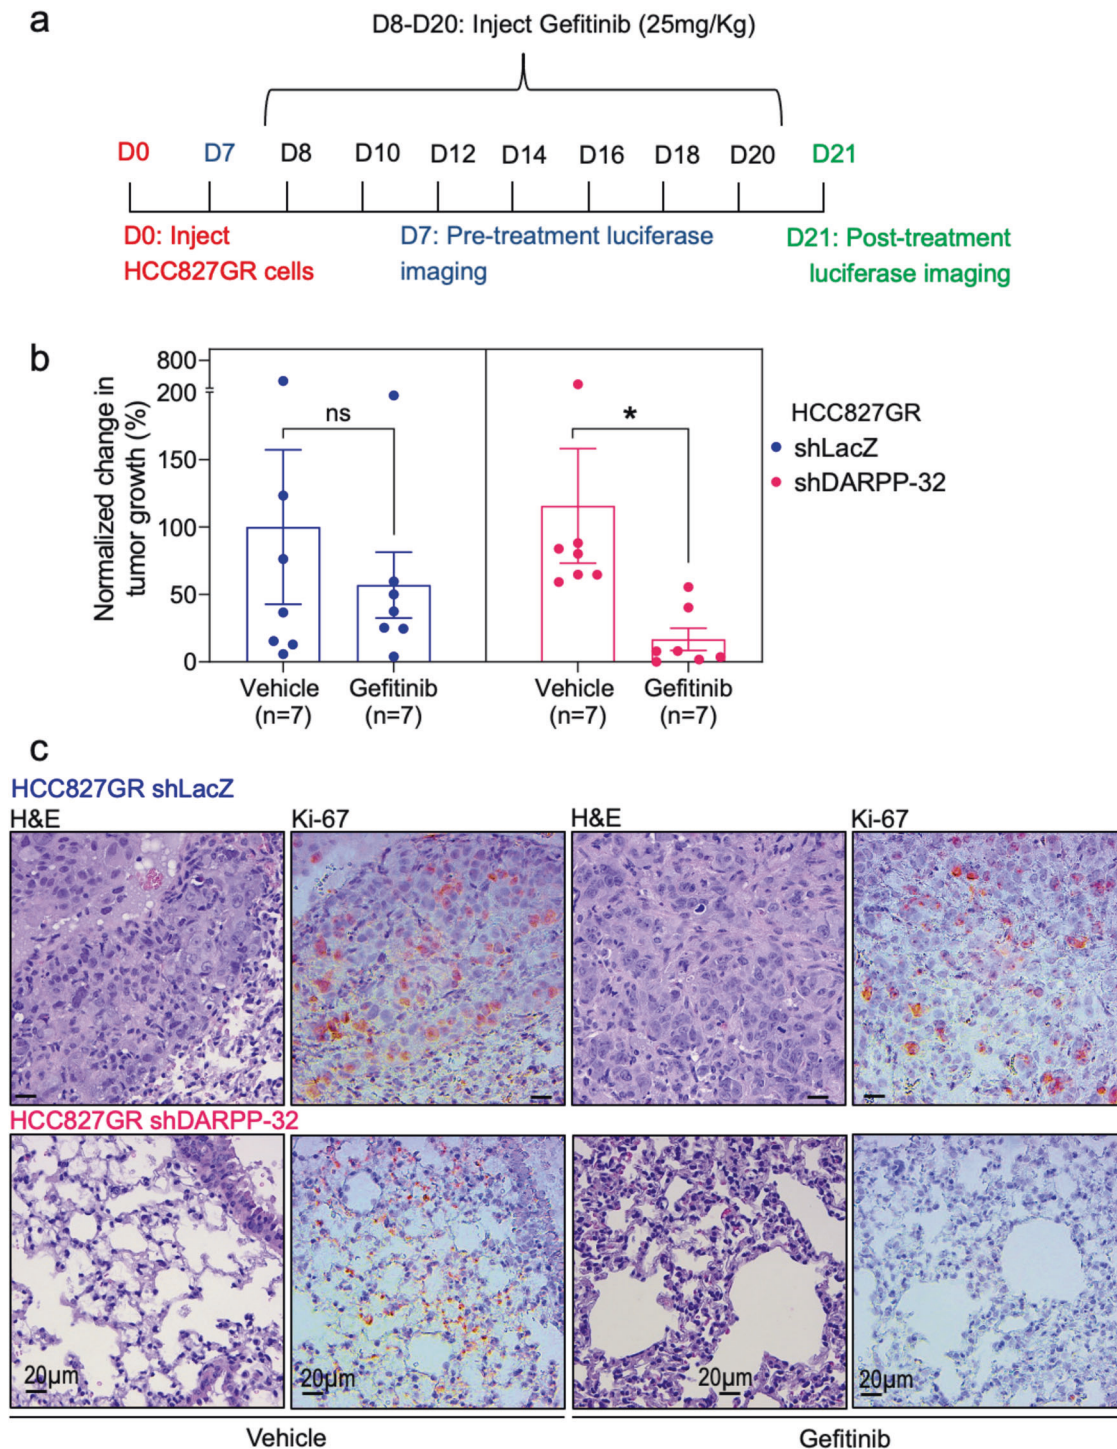 a
D8-D20: Inject Gefitinib (25mg/Kg)
D0 D7 D8 D10 D12 D14 D16 D18 D20 D21
D0: Inject
HCC827GR cells
D7: Pre-treatment luciferase
imaging
D21: Post-treatment
luciferase imaging
b
Normalized change in
tumor growth (%)
800
200
150
100
50
0
ns
*
HCC827GR
shLacZ
shDARPP-32
Vehicle Gefitinib Vehicle Gefitinib
(n=7) (n=7) (n=7) (n=7)
c
HCC827GR shLacZ
H&E Ki-67 H&E Ki-67
HCC827GR shDARPP-32
20µm 20µm 20µm
Vehicle Gefitinib